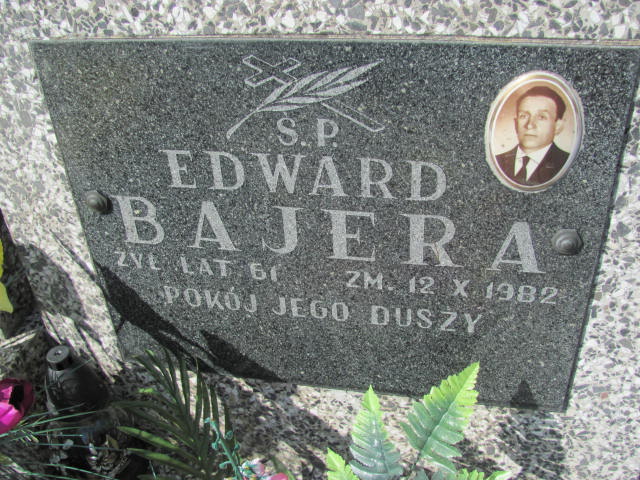 S.P.
EDWARD
BAJERA
ŻYŁ LAT 61 ZM. 12 X 1982
POKÓJ JEGO DUSZY